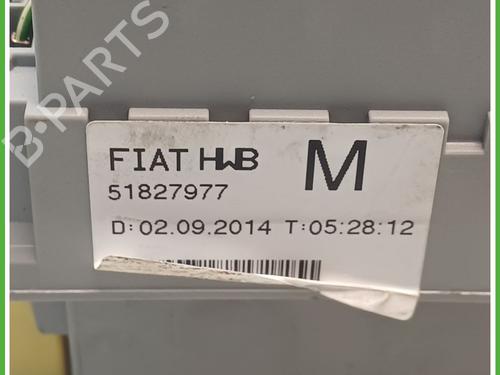 B-PARTS
FIAT HWB M
51827977
D: 02.09.2014 T: 05:28:12